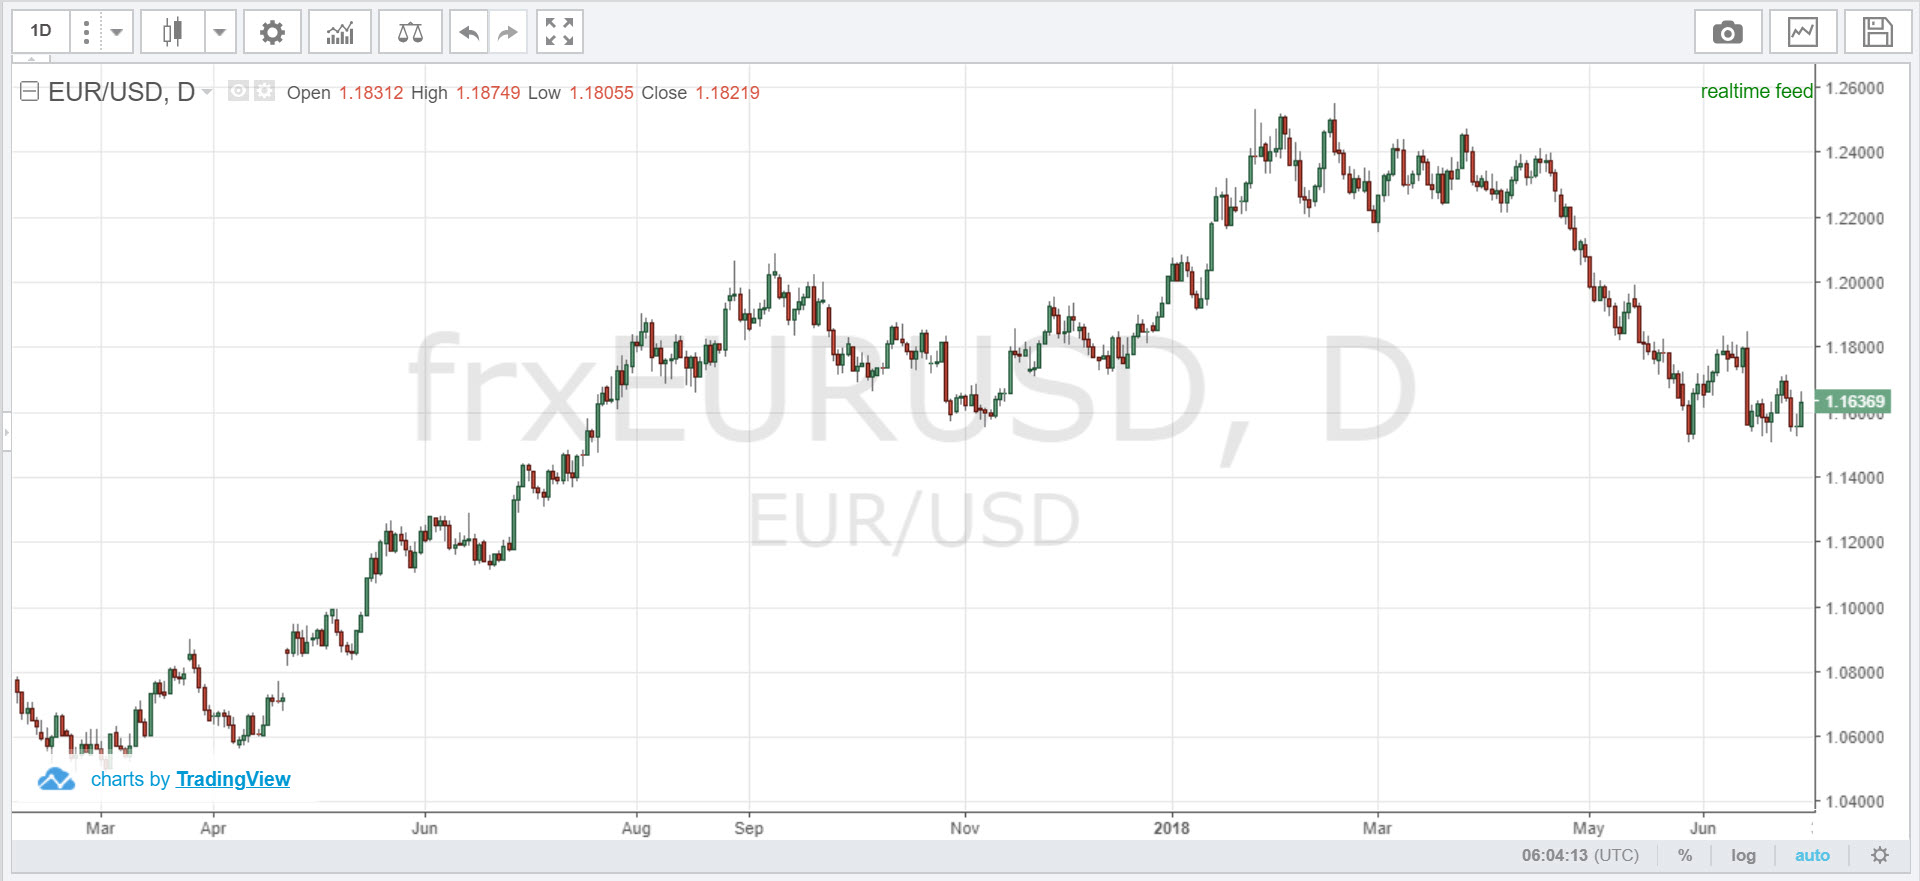 1D
EUR/USD, D Open 1.18312 High 1.18749 Low 1.18055 Close 1.18219
realtime feed
1.26000
1.24000
1.22000
1.20000
1.18000
1.16369
1.16000
1.14000
1.12000
1.10000
1.08000
1.06000
1.04000
frxEURUSD, D
EUR/USD
charts by TradingView
Mar Apr Jun Aug Sep Nov 2018 Mar May Jun
06:04:13 (UTC) % log auto